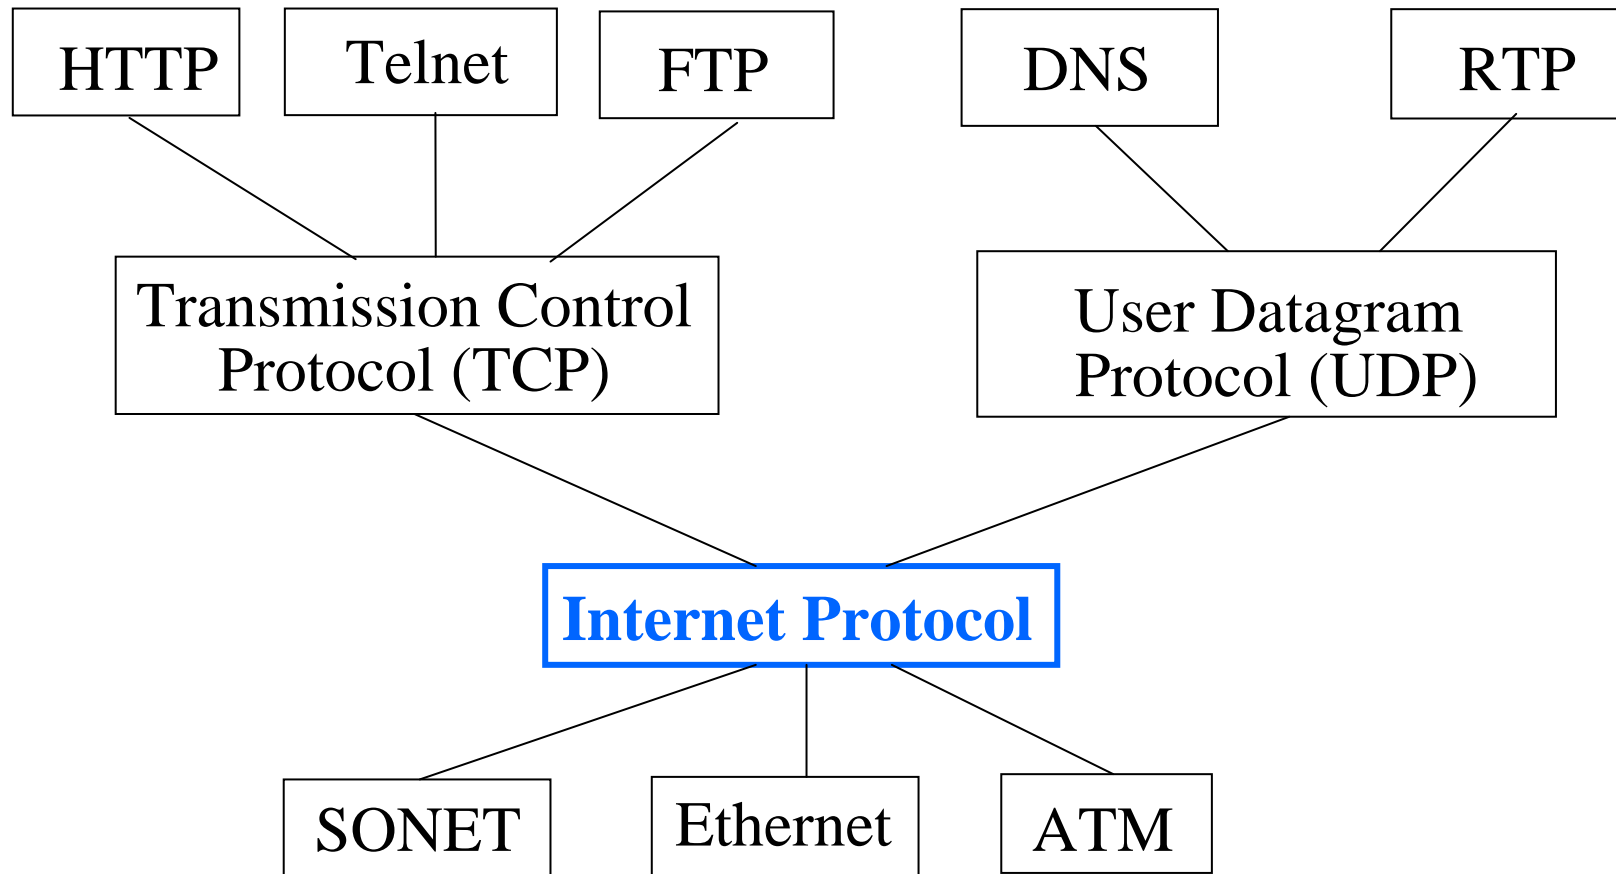 HTTP
Telnet
FTP
DNS
RTP
Transmission Control
Protocol (TCP)
User Datagram
Protocol (UDP)
Internet Protocol
SONET
Ethernet
ATM